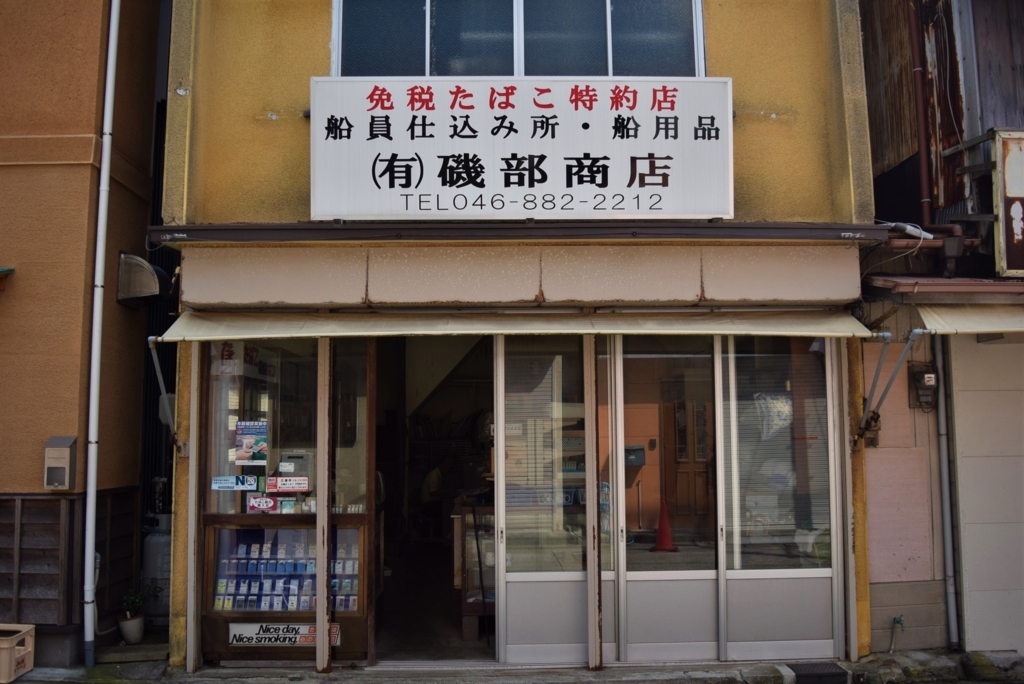 免税たばこ特約店
船員仕込み所・船用品
(有)磯部商店
TEL046-882-2212
Nice day,
Nice smoking.